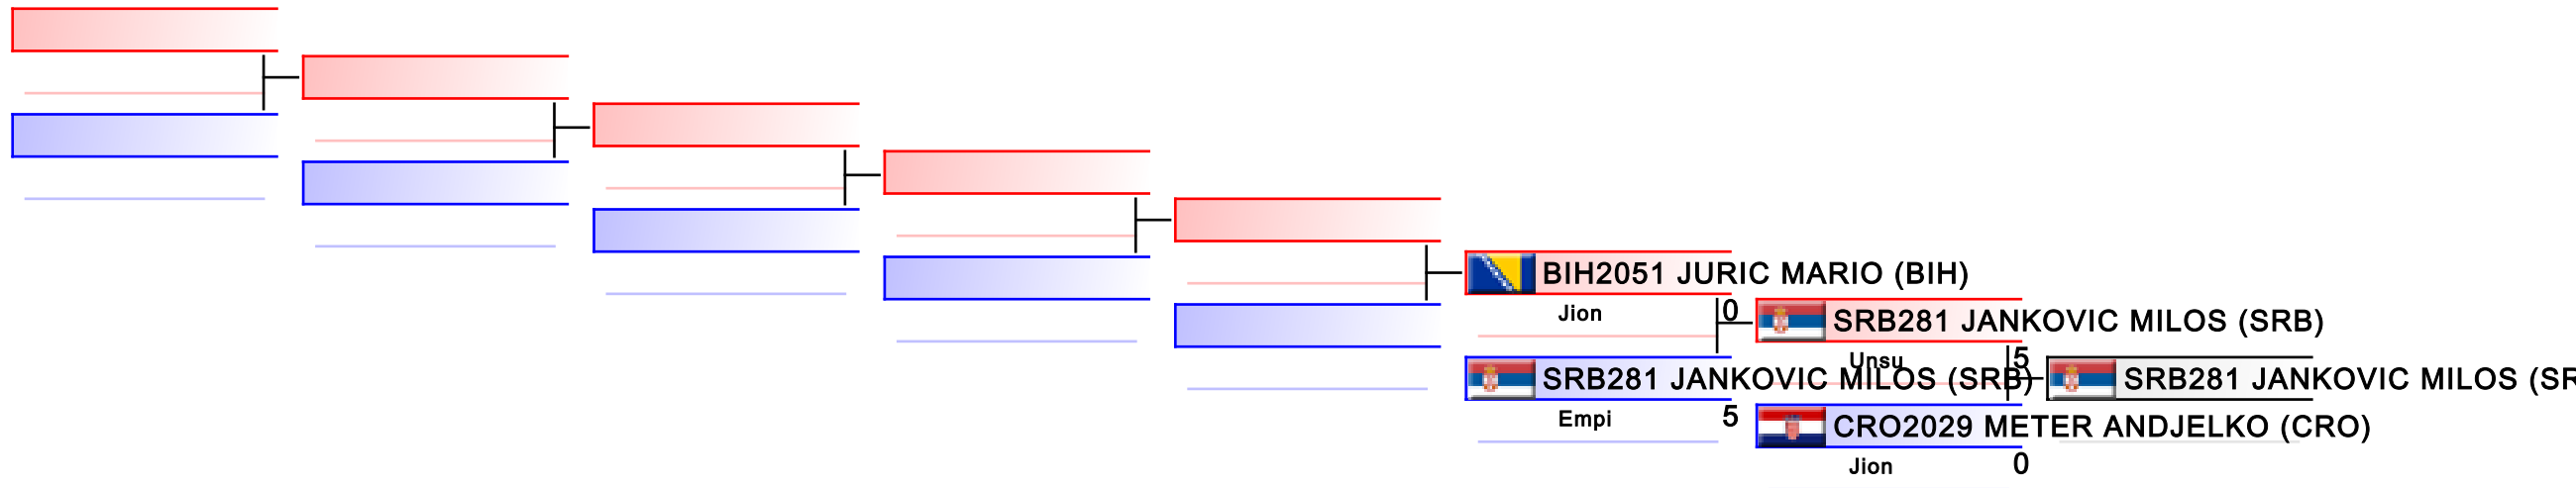 BIH2051 JURIC MARIO (BIH)
Jion 0
SRB281 JANKOVIC MILOS (SRB)
Empi 5
SRB281 JANKOVIC MILOS (SRB)
Unsu 5
CRO2029 METER ANDJELKO (CRO)
Jion 0
SRB281 JANKOVIC MILOS (SR